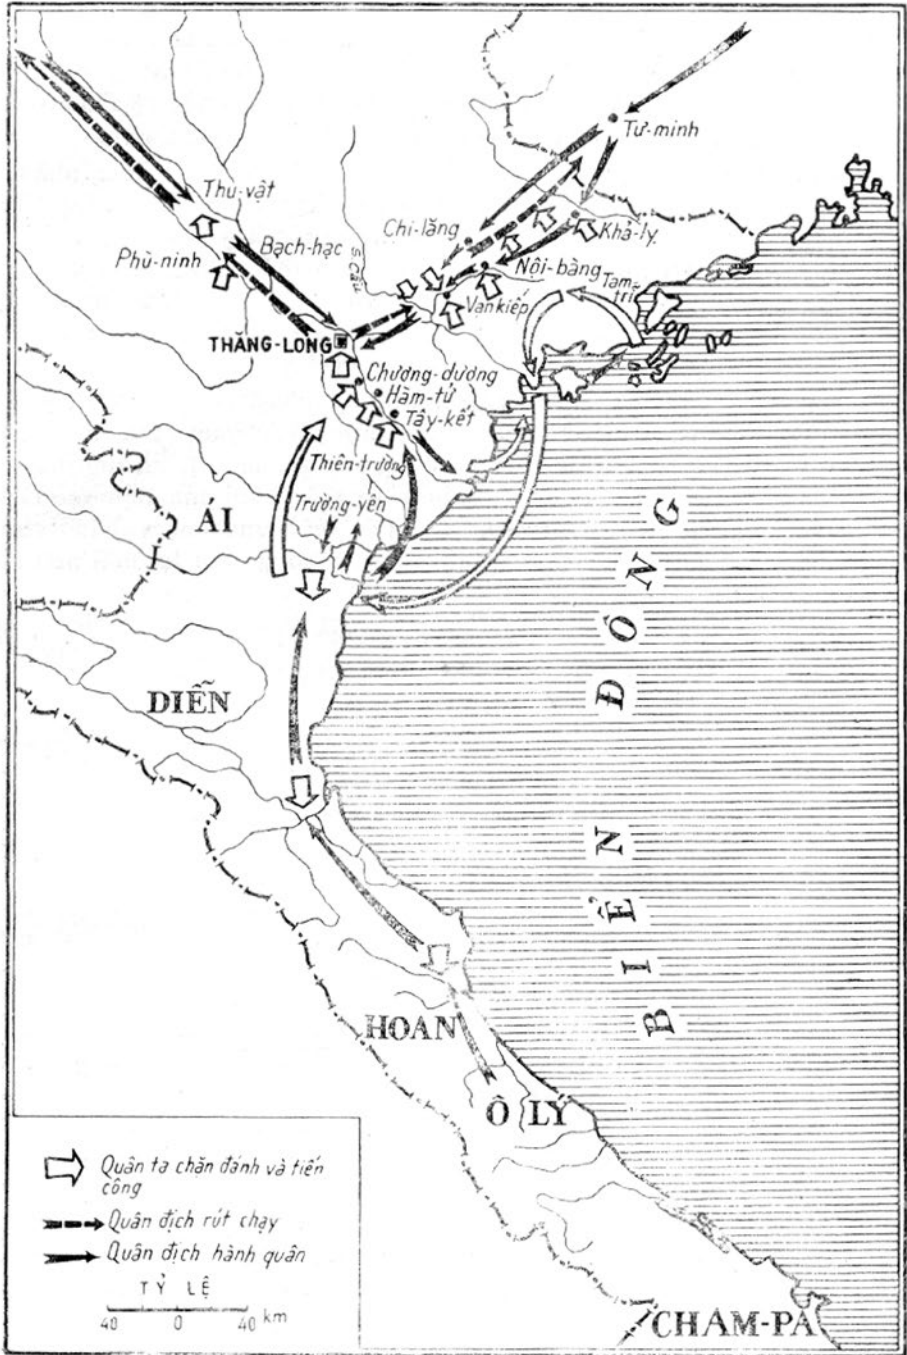 Tư-minh
Thu-vật
Chi-lăng
Khả-ly
Phù-ninh
Bạch-hạc
S. Cầu
Nội-bàng
Tam-
trĩ
Vạn kiếp
THĂNG-LONG
Chương-dương
Hàm-tử
Tây-kết
Thiên-trường
Trường-yên
ÁI
DIỄN
BIỂN ĐÔNG
HOAN
Ô LÝ
CHAM-PA
Quân ta chặn đánh và tiến
công
Quân địch rút chạy
Quân địch hành quân
TỶ LỆ
40 0 40 km